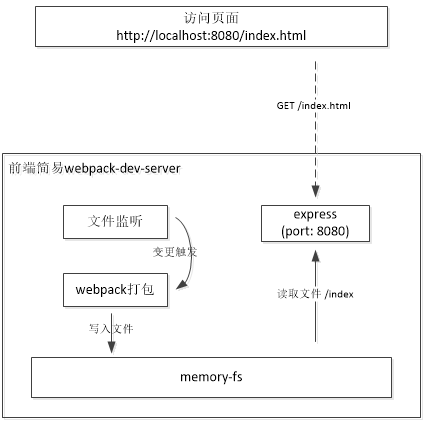 访问页面
http://localhost:8080/index.html
GET /index.html
前端简易webpack-dev-server
文件监听
express
(port: 8080)
变更触发
webpack打包
读取文件 /index
写入文件
memory-fs